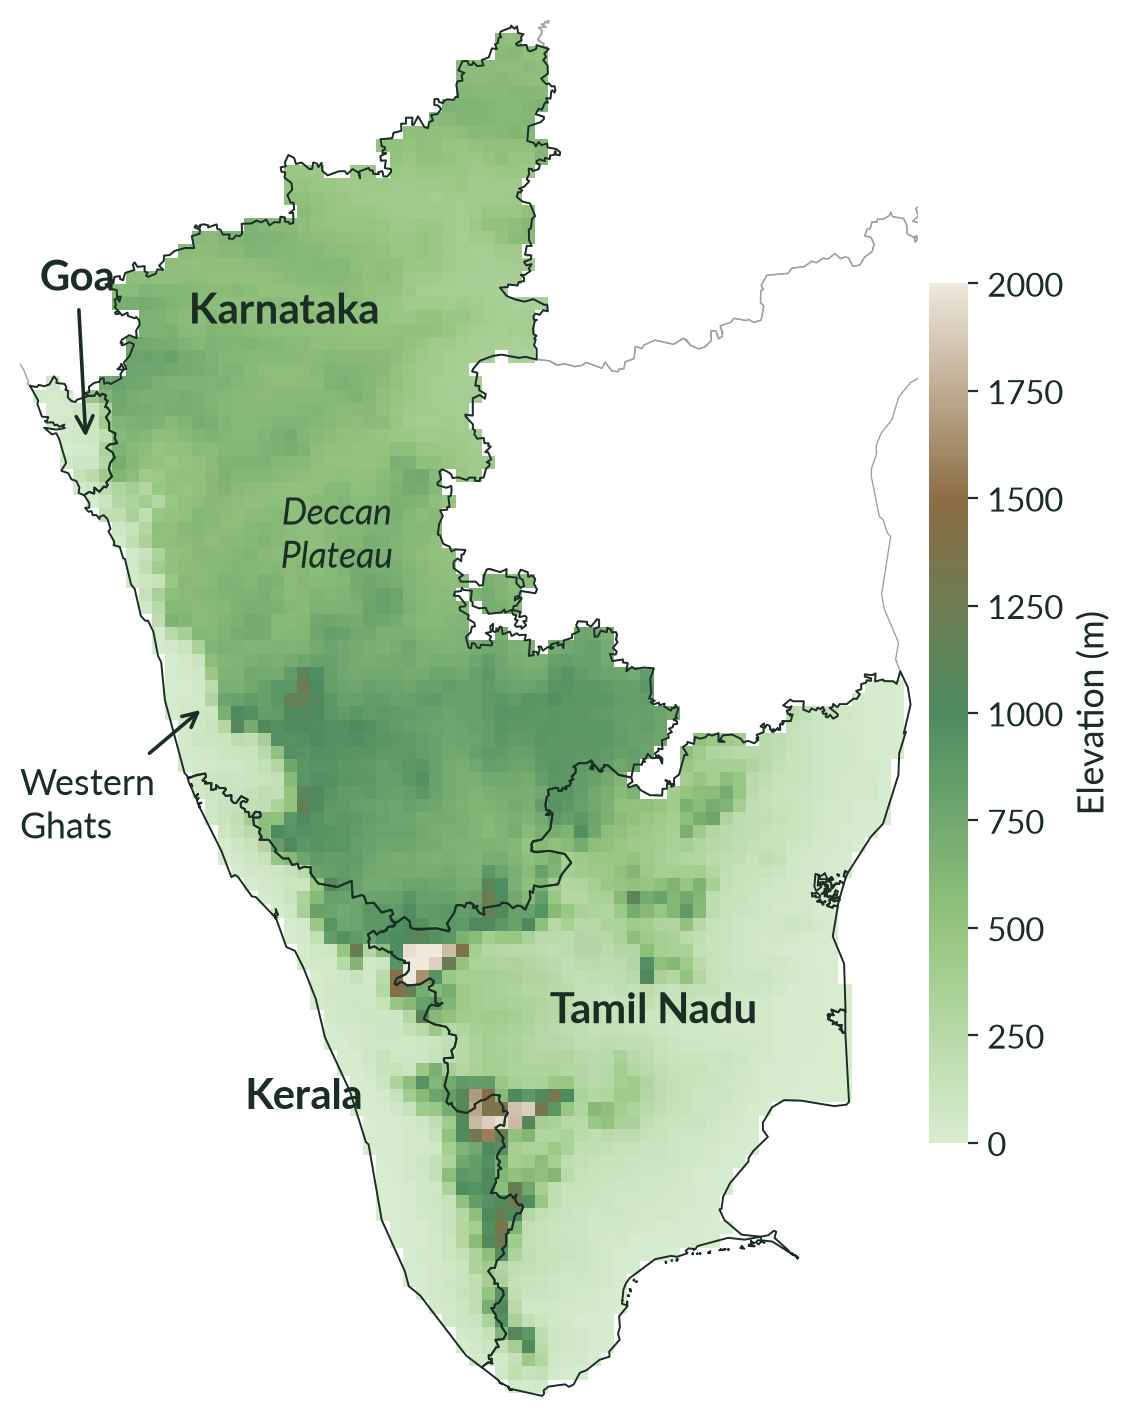 Goa
Karnataka
Deccan
Plateau
Western
Ghats
Tamil Nadu
Kerala
2000
1750
1500
1250
1000
750
500
250
0
Elevation (m)